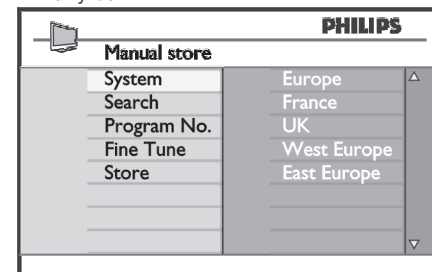 PHILIPS
Manual store
System Europe
Search France
Program No. UK
Fine Tune West Europe
Store East Europe